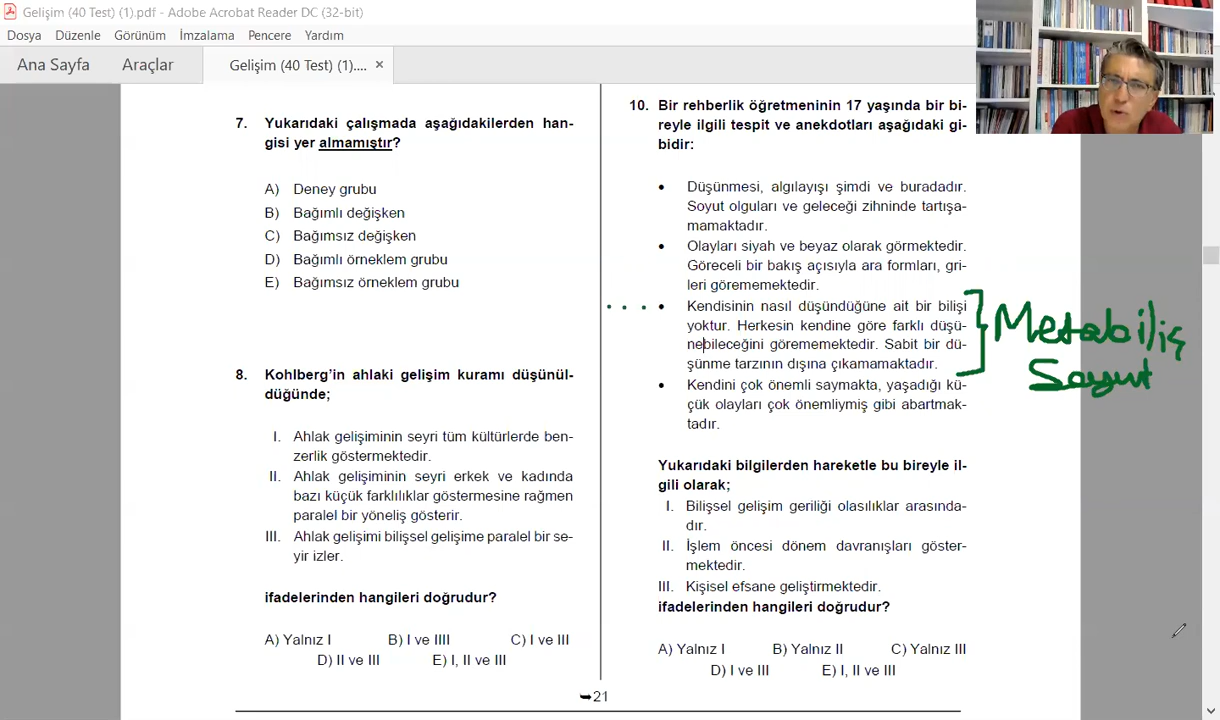 Gelişim (40 Test) (1).pdf - Adobe Acrobat Reader DC (32-bit)
Dosya Düzenle Görünüm İmzalama Pencere Yardım
Ana Sayfa Araçlar Gelişim (40 Test) (1).... ×
7. Yukarıdaki çalışmada aşağıdakilerden han-
gisi yer almamıştır?
A) Deney grubu
B) Bağımlı değişken
C) Bağımsız değişken
D) Bağımlı örneklem grubu
E) Bağımsız örneklem grubu
8. Kohlberg'in ahlaki gelişim kuramı düşünül-
düğünde;
I. Ahlak gelişiminin seyri tüm kültürlerde ben-
zerlik göstermektedir.
II. Ahlak gelişiminin seyri erkek ve kadında
bazı küçük farklılıklar göstermesine rağmen
paralel bir yöneliş gösterir.
III. Ahlak gelişimi bilişsel gelişime paralel bir se-
yir izler.
ifadelerinden hangileri doğrudur?
A) Yalnız I B) I ve IIII C) I ve III
D) II ve III E) I, II ve III
10. Bir rehberlik öğretmeninin 17 yaşında bir bi-
reyle ilgili tespit ve anekdotları aşağıdaki gi-
bidir:
• Düşünmesi, algılayışı şimdi ve buradadır.
Soyut olguları ve geleceği zihninde tartışa-
mamaktadır.
• Olayları siyah ve beyaz olarak görmektedir.
Göreceli bir bakış açısıyla ara formları, gri-
leri görememektedir.
• Kendisinin nasıl düşündüğüne ait bir bilişi
yoktur. Herkesin kendine göre farklı düşü-
nebileceğini görememektedir. Sabit bir dü-
şünme tarzının dışına çıkamamaktadır.
• Kendini çok önemli saymakta, yaşadığı kü-
çük olayları çok önemliymiş gibi abartmak-
tadır.
Metabiliş
Soyut
Yukarıdaki bilgilerden hareketle bu bireyle il-
gili olarak;
I. Bilişsel gelişim geriliği olasılıklar arasında-
dır.
II. İşlem öncesi dönem davranışları göster-
mektedir.
III. Kişisel efsane geliştirmektedir.
ifadelerinden hangileri doğrudur?
A) Yalnız I B) Yalnız II C) Yalnız III
D) I ve III E) I, II ve III
21